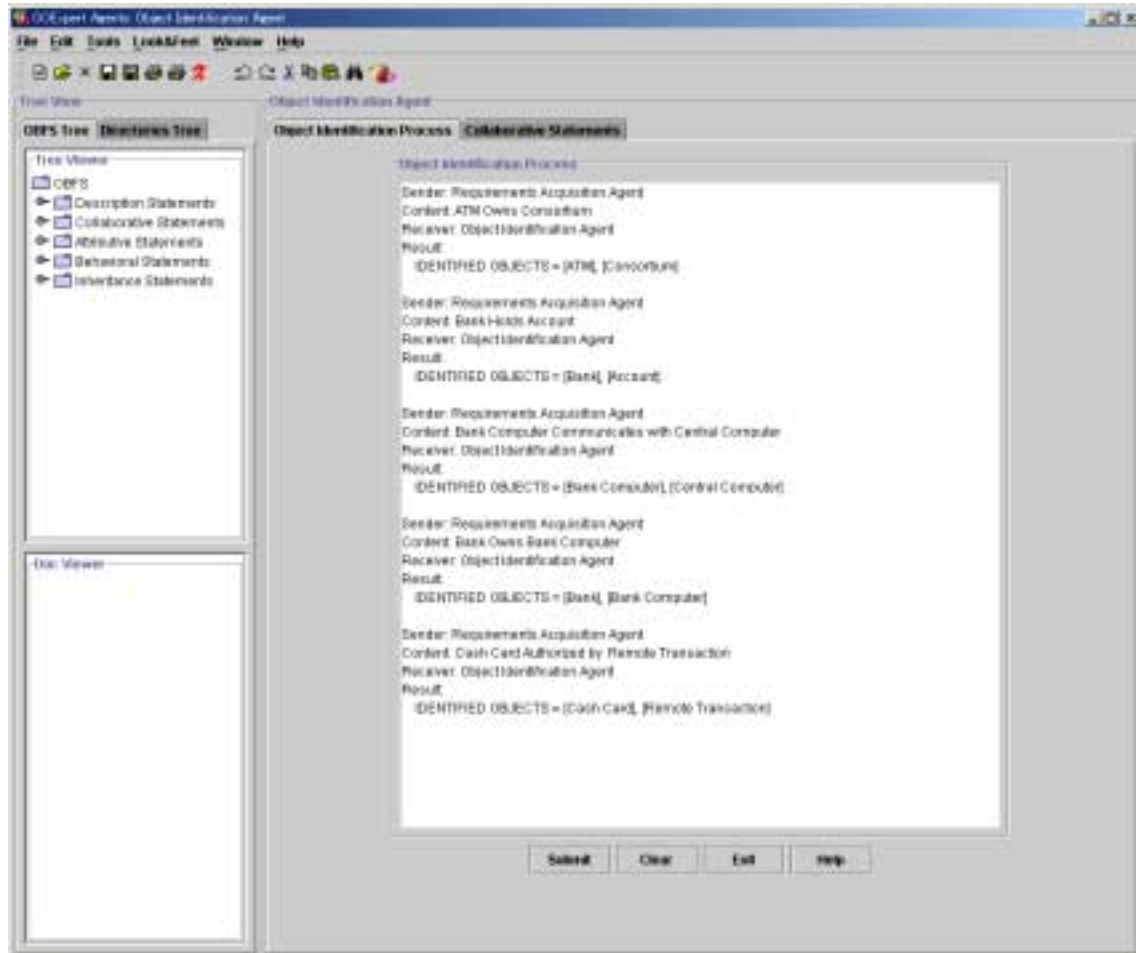 OOExpert Agents: Object Identification Agent
File Edit Tools Look&Feel Window Help
Tree View
Object Identification Agent
OBFS Tree Directories Tree
Object Identification Process Collaborative Statements
Tree Viewer
OBFS
Description Statements
Collaborative Statements
Attributive Statements
Behavioral Statements
Inheritance Statements
Doc Viewer
Object Identification Process
Sender: Requirements Acquisition Agent
Content: ATM Owns Consortium
Receiver: Object Identification Agent
Result:
IDENTIFIED OBJECTS = [ATM], [Consortium]
Sender: Requirements Acquisition Agent
Content: Bank Holds Account
Receiver: Object Identification Agent
Result:
IDENTIFIED OBJECTS = [Bank], [Account]
Sender: Requirements Acquisition Agent
Content: Bank Computer Communicates with Central Computer
Receiver: Object Identification Agent
Result:
IDENTIFIED OBJECTS = [Bank Computer], [Central Computer]
Sender: Requirements Acquisition Agent
Content: Bank Owns Bank Computer
Receiver: Object Identification Agent
Result:
IDENTIFIED OBJECTS = [Bank], [Bank Computer]
Sender: Requirements Acquisition Agent
Content: Cash Card Authorized by Remote Transaction
Receiver: Object Identification Agent
Result:
IDENTIFIED OBJECTS = [Cash Card], [Remote Transaction]
Submit Clear Exit Help